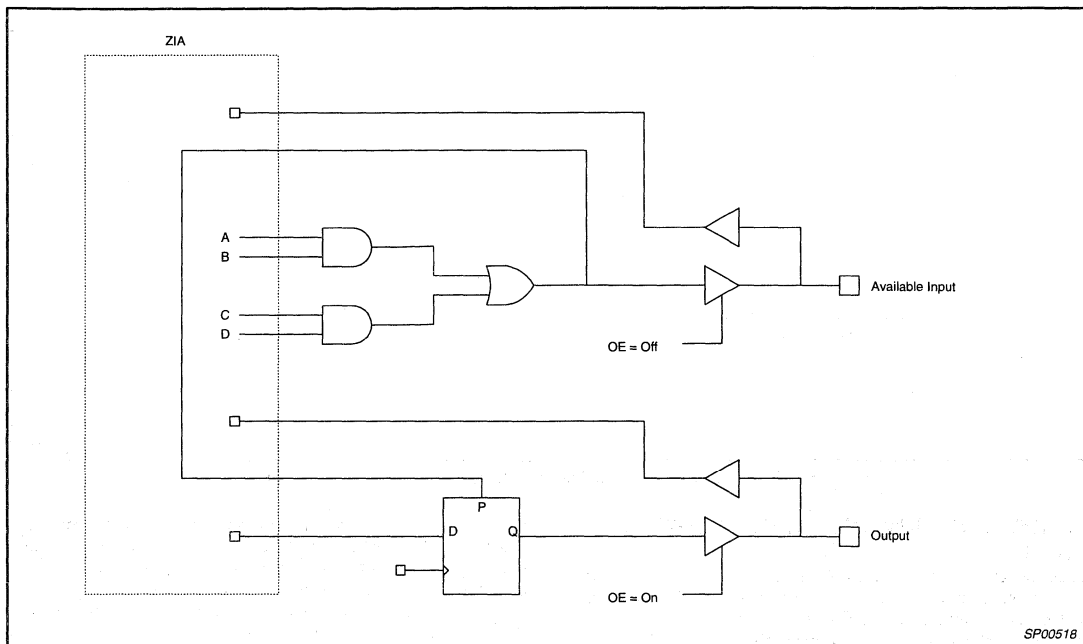 ZIA
A
B
C
D
Available Input
OE = Off
P
D
Q
Output
OE = On
SP00518